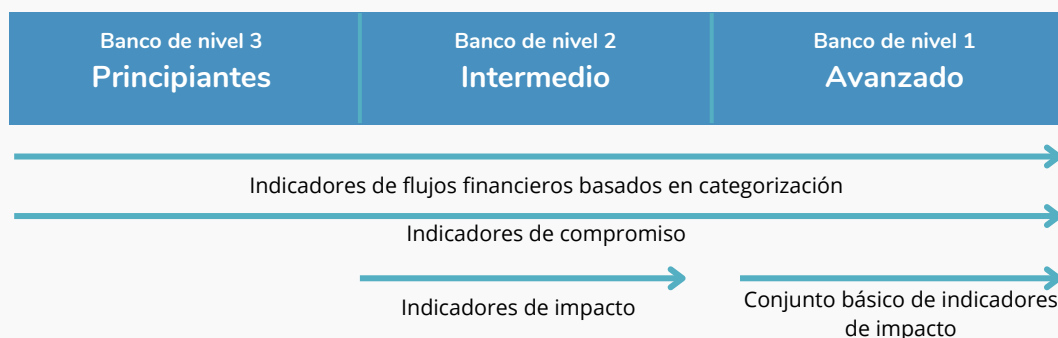 Banco de nivel 3
Principiantes
Banco de nivel 2
Intermedio
Banco de nivel 1
Avanzado
Indicadores de flujos financieros basados en categorización
Indicadores de compromiso
Indicadores de impacto
Conjunto básico de indicadores
de impacto